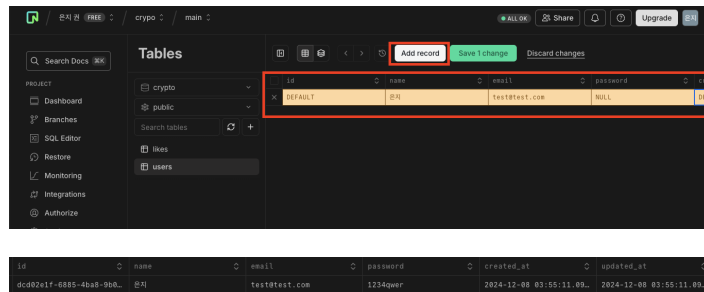 은지 권 FREE / crypo / main
ALL OK Share Upgrade 은지
Search Docs ⌘K
Tables
Add record Save 1 change Discard changes
PROJECT
Dashboard
Branches
SQL Editor
Restore
Monitoring
Integrations
Authorize
crypto
public
Search tables
likes
users
id name email password
DEFAULT 은지 test@test.com NULL
id name email password created_at updated_at
dcd02e1f-6885-4ba8-9b0… 은지 test@test.com 1234qwer 2024-12-08 03:55:11.09… 2024-12-08 03:55:11.09…